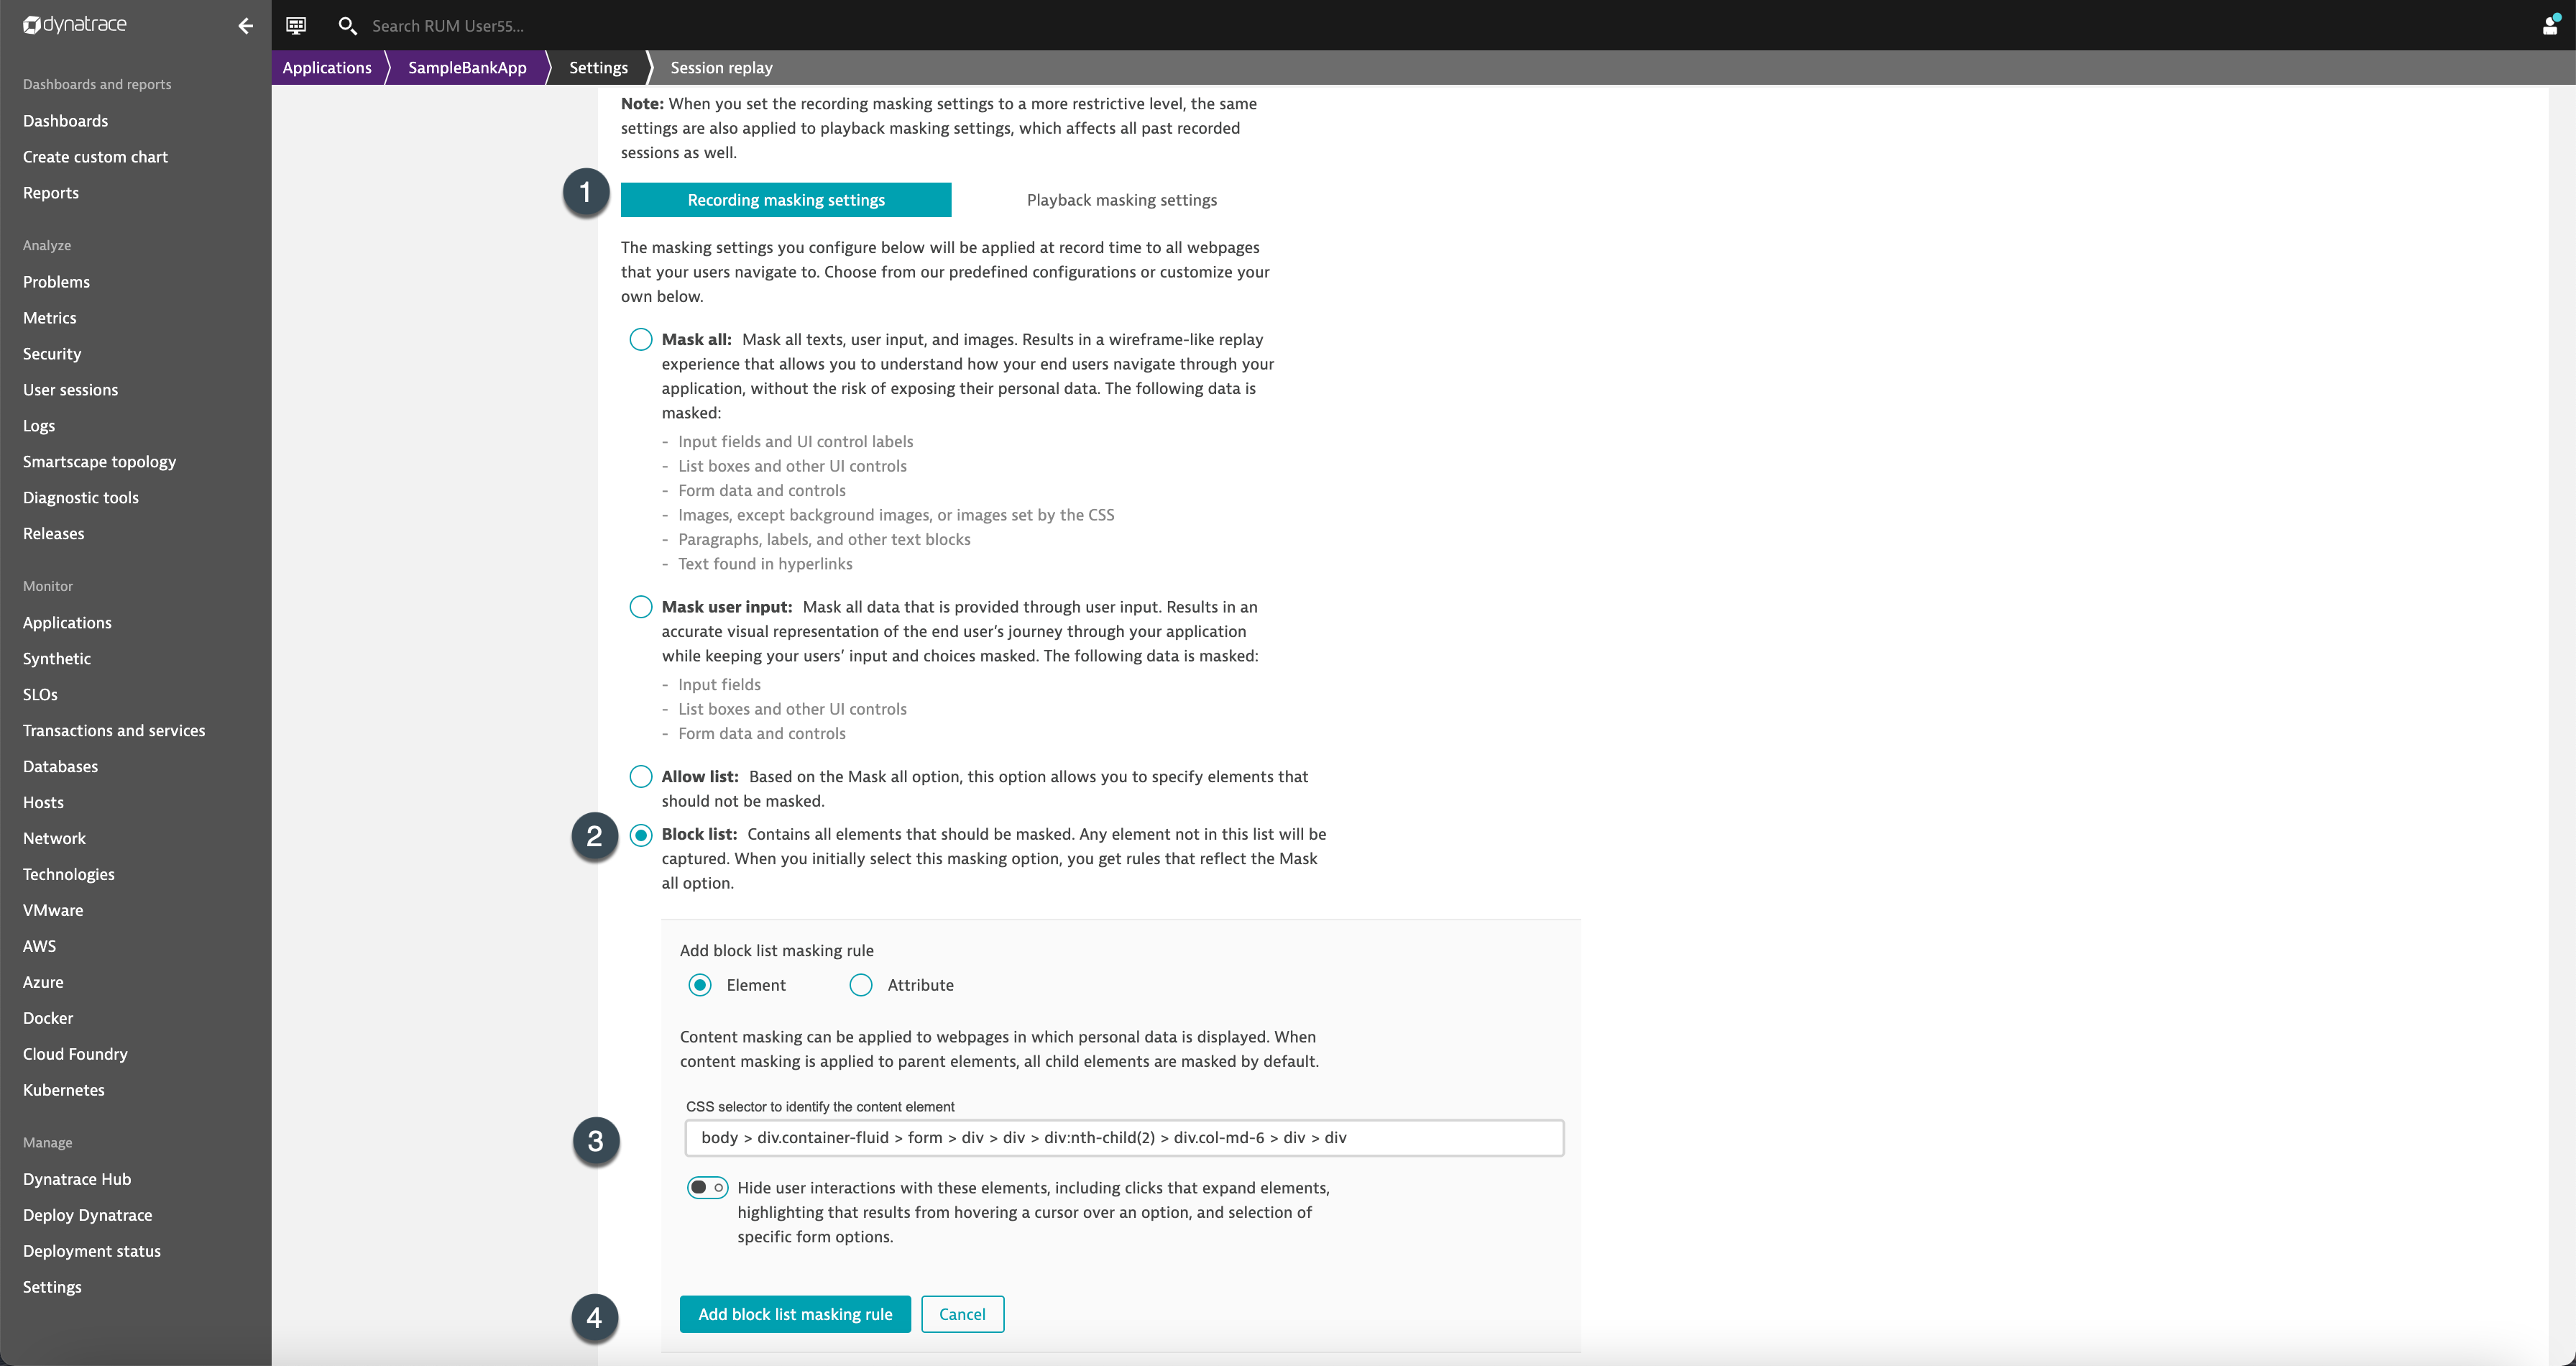 dynatrace
Search RUM User55...
Applications
SampleBankApp
Settings
Session replay
Dashboards and reports
Dashboards
Create custom chart
Reports
Analyze
Problems
Metrics
Security
User sessions
Logs
Smartscape topology
Diagnostic tools
Releases
Monitor
Applications
Synthetic
SLOs
Transactions and services
Databases
Hosts
Network
Technologies
VMware
AWS
Azure
Docker
Cloud Foundry
Kubernetes
Manage
Dynatrace Hub
Deploy Dynatrace
Deployment status
Settings
Note: When you set the recording masking settings to a more restrictive level, the same
settings are also applied to playback masking settings, which affects all past recorded
sessions as well.
1
Recording masking settings
Playback masking settings
The masking settings you configure below will be applied at record time to all webpages
that your users navigate to. Choose from our predefined configurations or customize your
own below.
Mask all: Mask all texts, user input, and images. Results in a wireframe-like replay
experience that allows you to understand how your end users navigate through your
application, without the risk of exposing their personal data. The following data is
masked:
- Input fields and UI control labels
- List boxes and other UI controls
- Form data and controls
- Images, except background images, or images set by the CSS
- Paragraphs, labels, and other text blocks
- Text found in hyperlinks
Mask user input: Mask all data that is provided through user input. Results in an
accurate visual representation of the end user's journey through your application
while keeping your users' input and choices masked. The following data is masked:
- Input fields
- List boxes and other UI controls
- Form data and controls
Allow list: Based on the Mask all option, this option allows you to specify elements that
should not be masked.
2
Block list: Contains all elements that should be masked. Any element not in this list will be
captured. When you initially select this masking option, you get rules that reflect the Mask
all option.
Add block list masking rule
Element
Attribute
Content masking can be applied to webpages in which personal data is displayed. When
content masking is applied to parent elements, all child elements are masked by default.
CSS selector to identify the content element
3
body > div.container-fluid > form > div > div > div:nth-child(2) > div.col-md-6 > div > div
Hide user interactions with these elements, including clicks that expand elements,
highlighting that results from hovering a cursor over an option, and selection of
specific form options.
4
Add block list masking rule
Cancel